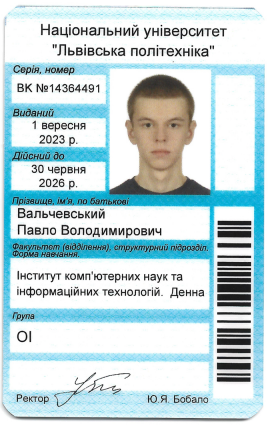 Національний університет
"Львівська політехніка"
Серія, номер
ВК №14364491
Виданий
1 вересня
2023 р.
Дійсний до
30 червня
2026 р.
Прізвище, ім'я, по батькові
Вальчевський
Павло Володимирович
Факультет (відділення), структурний підрозділ.
Форма навчання.
Інститут комп'ютерних наук та
інформаційних технологій. Денна
Група
ОІ
Ректор
Ю.Я. Бобало